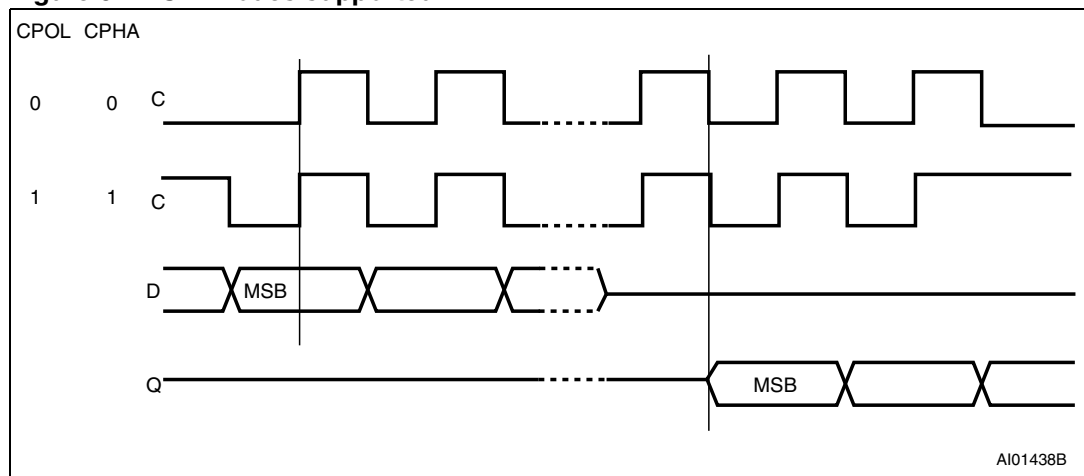 CPOL CPHA
0 0 C
1 1 C
D MSB
Q MSB
AI01438B